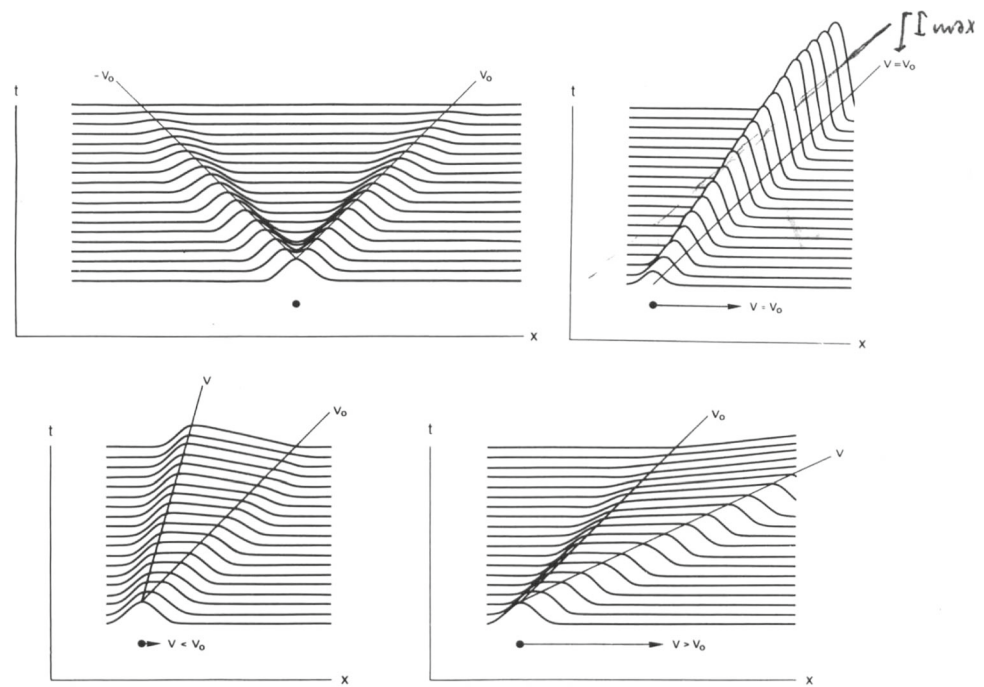 t
-V₀
V₀
x
t
∫I max
V = V₀
V = V₀
x
t
V
V₀
V < V₀
x
t
V₀
V
V > V₀
x